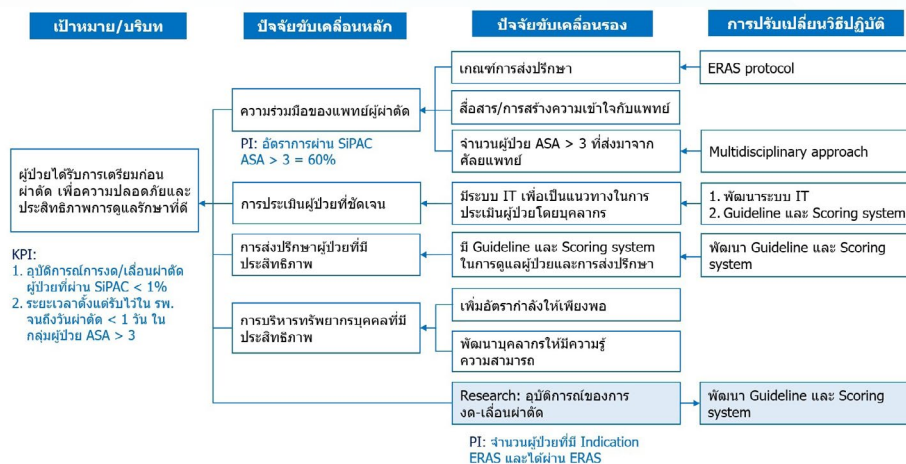 เป้าหมาย/บริบท
ปัจจัยขับเคลื่อนหลัก
ปัจจัยขับเคลื่อนรอง
การปรับเปลี่ยนวิธีปฏิบัติ
ผู้ป่วยได้รับการเตรียมก่อน
ผ่าตัด เพื่อความปลอดภัยและ
ประสิทธิภาพการดูแลรักษาที่ดี
KPI:
1. อุบัติการณ์การงด/เลื่อนผ่าตัด
ผู้ป่วยที่ผ่าน SiPAC < 1%
2. ระยะเวลาตั้งแต่รับไว้ใน รพ.
จนถึงวันผ่าตัด < 1 วัน ใน
กลุ่มผู้ป่วย ASA > 3
ความร่วมมือของแพทย์ผู้ผ่าตัด
PI: อัตราการผ่าน SiPAC
ASA > 3 = 60%
การประเมินผู้ป่วยที่ชัดเจน
การส่งปรึกษาผู้ป่วยที่มี
ประสิทธิภาพ
การบริหารทรัพยากรบุคคลที่มี
ประสิทธิภาพ
เกณฑ์การส่งปรึกษา
สื่อสาร/การสร้างความเข้าใจกับแพทย์
จำนวนผู้ป่วย ASA > 3 ที่ส่งมาจาก
ศัลยแพทย์
มีระบบ IT เพื่อเป็นแนวทางในการ
ประเมินผู้ป่วยโดยบุคลากร
มี Guideline และ Scoring system
ในการดูแลผู้ป่วยและการส่งปรึกษา
เพิ่มอัตรากำลังให้เพียงพอ
พัฒนาบุคลากรให้มีความรู้
ความสามารถ
Research: อุบัติการณ์ของการ
งด-เลื่อนผ่าตัด
PI: จำนวนผู้ป่วยที่มี Indication
ERAS และได้ผ่าน ERAS
ERAS protocol
Multidisciplinary approach
1. พัฒนาระบบ IT
2. Guideline และ Scoring system
พัฒนา Guideline และ Scoring
system
พัฒนา Guideline และ Scoring
system